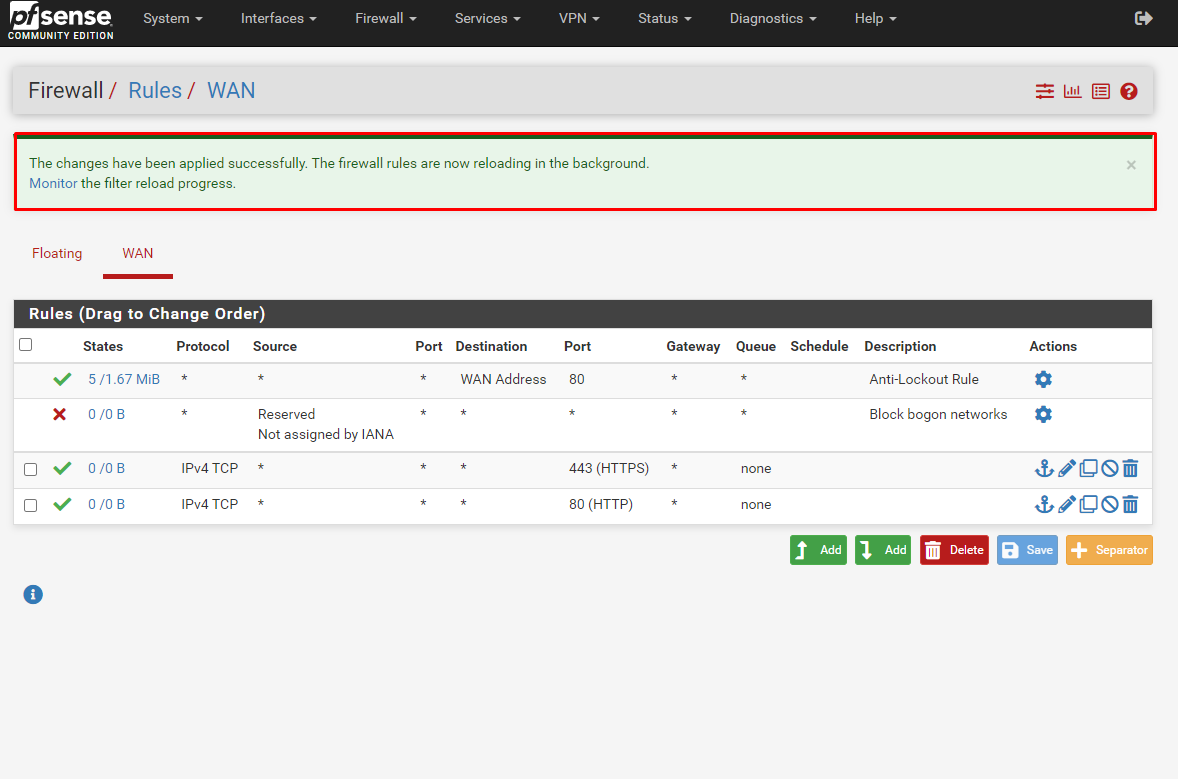 pfsense
COMMUNITY EDITION
System Interfaces Firewall Services VPN Status Diagnostics Help
Firewall / Rules / WAN
The changes have been applied successfully. The firewall rules are now reloading in the background.
Monitor the filter reload progress.
×
Floating WAN
Rules (Drag to Change Order)
States Protocol Source Port Destination Port Gateway Queue Schedule Description Actions
5 /1.67 MiB * * * WAN Address 80 * * Anti-Lockout Rule
0 /0 B * Reserved * * * * * Block bogon networks
Not assigned by IANA
0 /0 B IPv4 TCP * * * 443 (HTTPS) * none
0 /0 B IPv4 TCP * * * 80 (HTTP) * none
Add Add Delete Save Separator